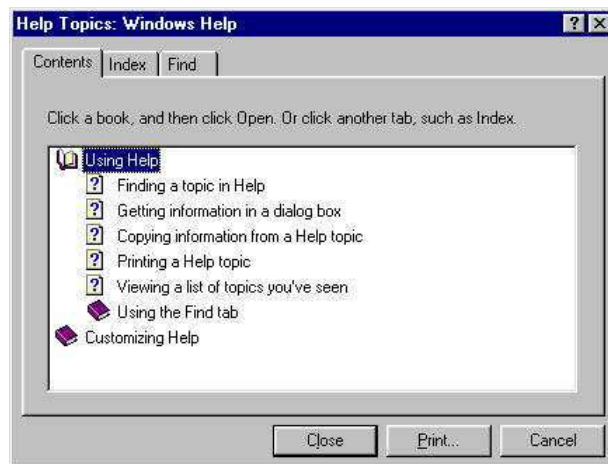 Help Topics: Windows Help
Contents Index Find
Click a book, and then click Open. Or click another tab, such as Index.
Using Help
Finding a topic in Help
Getting information in a dialog box
Copying information from a Help topic
Printing a Help topic
Viewing a list of topics you've seen
Using the Find tab
Customizing Help
Close Print... Cancel